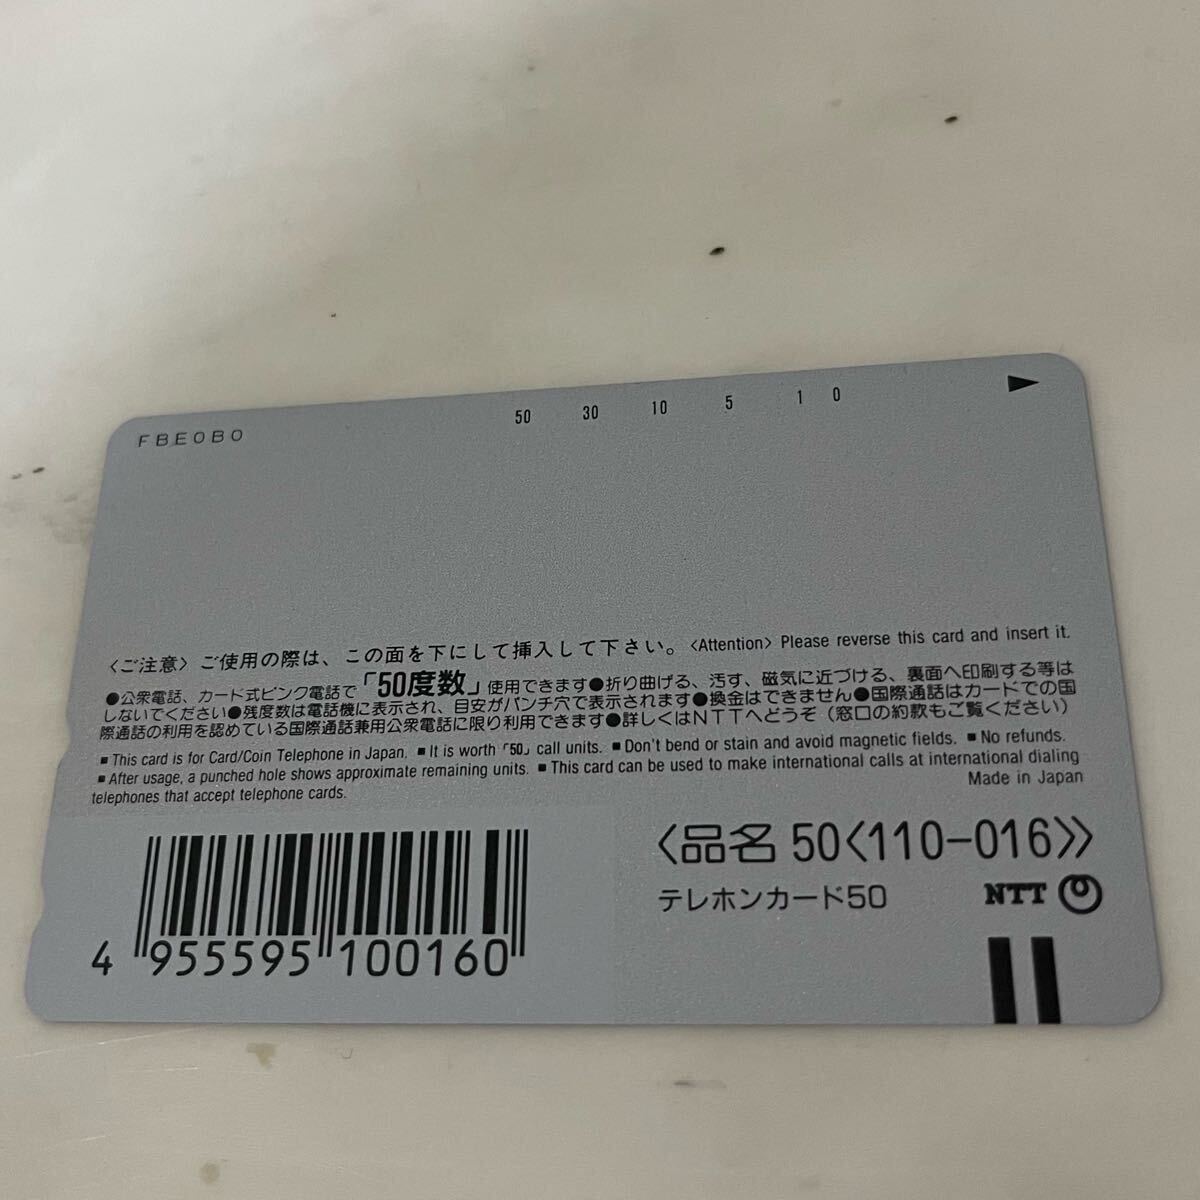 FBE0B0
50 30 10 5 1 0
〈ご注意〉ご使用の際は、この面を下にして挿入して下さい。〈Attention〉Please reverse this card and insert it.
●公衆電話、カード式ピンク電話で「50度数」使用できます●折り曲げる、汚す、磁気に近づける、裏面へ印刷する等は
しないでください●残度数は電話機に表示され、目安がパンチ穴で表示されます●換金はできません●国際通話はカードでの国
際通話の利用を認めている国際通話兼用公衆電話に限り利用できます●詳しくはNTTへどうぞ（窓口の約款もご覧ください）
■This card is for Card/Coin Telephone in Japan. ■It is worth「50」call units. ■Don't bend or stain and avoid magnetic fields. ■No refunds.
■After usage, a punched hole shows approximate remaining units. ■This card can be used to make international calls at international dialing
telephones that accept telephone cards.
Made in Japan
〈品名 50〈110-016〉〉
テレホンカード50
NTT
4 955595 100160